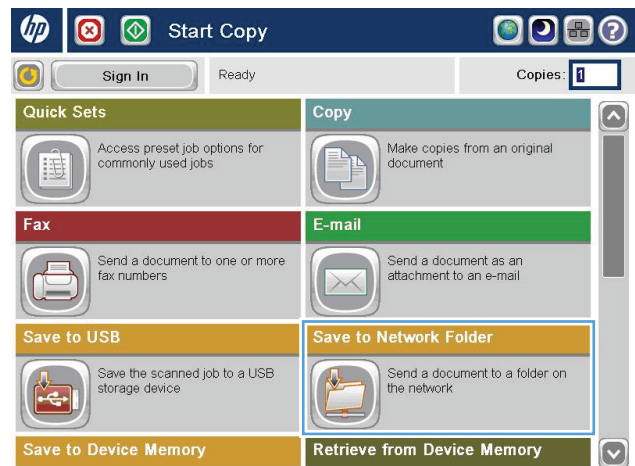 hp
Start Copy
?
Sign In
Ready
Copies: 1
Quick Sets
Copy
Access preset job options for
commonly used jobs
Make copies from an original
document
Fax
E-mail
Send a document to one or more
fax numbers
Send a document as an
attachment to an e-mail
Save to USB
Save to Network Folder
Save the scanned job to a USB
storage device
Send a document to a folder on
the network
Save to Device Memory
Retrieve from Device Memory